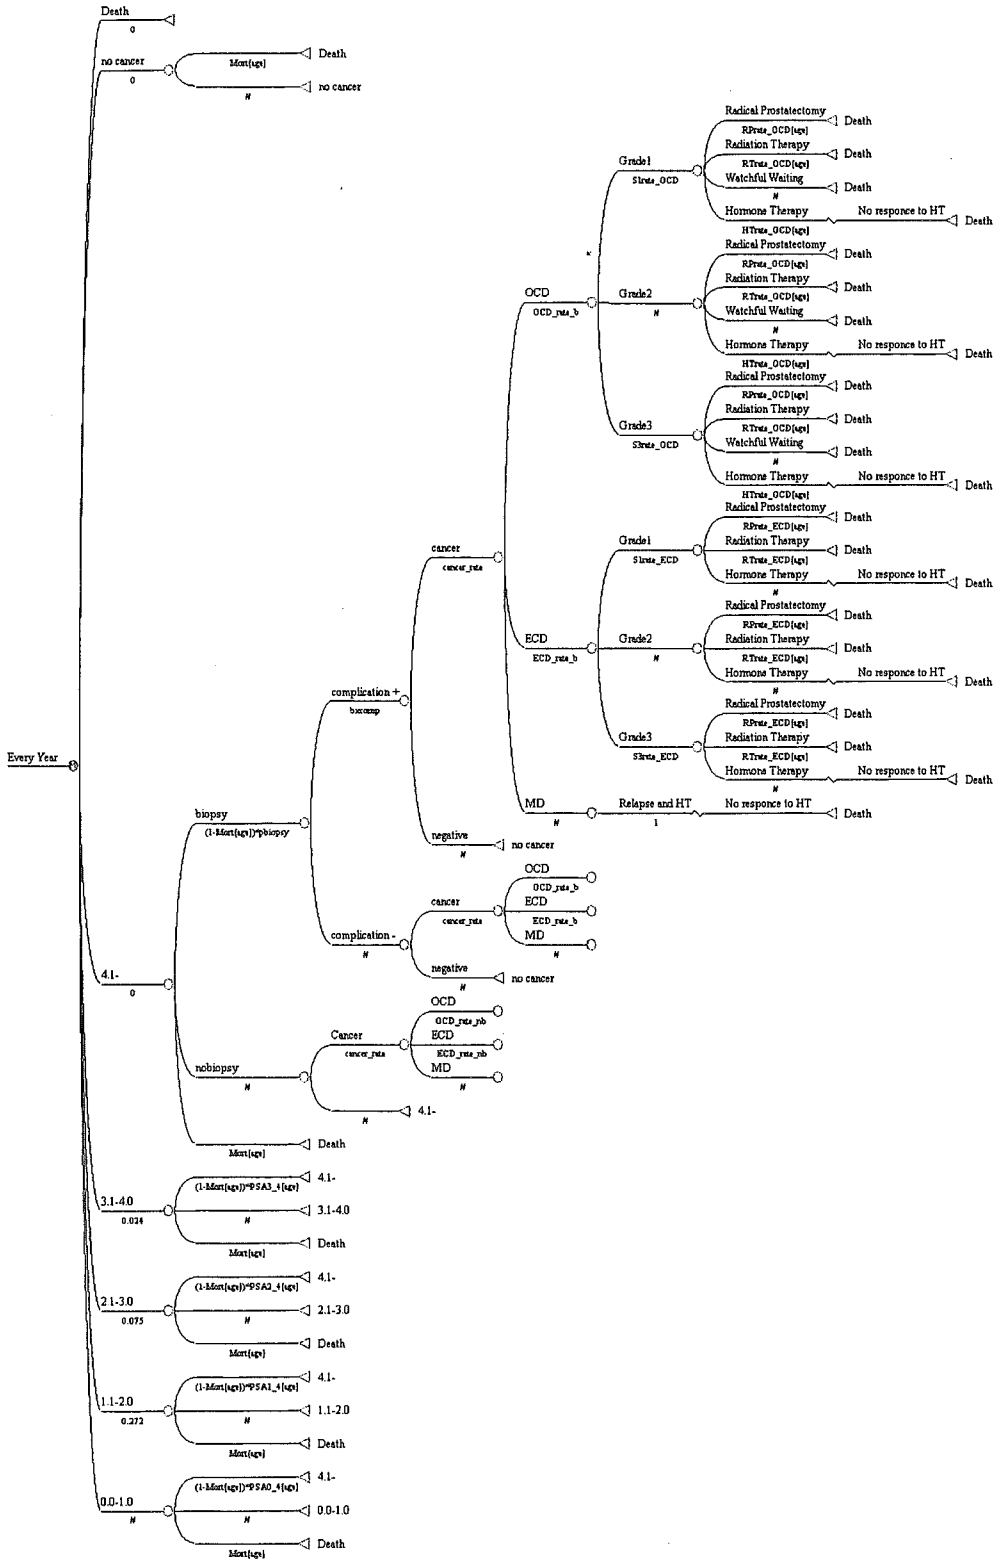 Death
0
no cancer
0
Death
Mort[age]
no cancer
#
Radical Prostatectomy
Death
RPrate_OCD[age]
Radiation Therapy
Death
RTrate_OCD[age]
Watchful Waiting
Death
#
Hormone Therapy
No responce to HT
Death
HTrate_OCD[age]
Grade1
S1rate_OCD
Radical Prostatectomy
Death
RPrate_OCD[age]
Radiation Therapy
Death
RTrate_OCD[age]
Watchful Waiting
Death
#
Hormone Therapy
No responce to HT
Death
HTrate_OCD[age]
OCD
OCD_rate_b
Grade2
#
Radical Prostatectomy
Death
RPrate_OCD[age]
Radiation Therapy
Death
RTrate_OCD[age]
Watchful Waiting
Death
#
Hormone Therapy
No responce to HT
Death
HTrate_OCD[age]
Grade3
S3rate_OCD
Radical Prostatectomy
Death
RPrate_ECD[age]
Radiation Therapy
Death
RTrate_ECD[age]
Hormone Therapy
No responce to HT
Death
#
Grade1
S1rate_ECD
cancer
cancer_rate
Radical Prostatectomy
Death
RPrate_ECD[age]
Radiation Therapy
Death
RTrate_ECD[age]
Hormone Therapy
No responce to HT
Death
#
ECD
ECD_rate_b
Grade2
#
Radical Prostatectomy
Death
RPrate_ECD[age]
Radiation Therapy
Death
RTrate_ECD[age]
Hormone Therapy
No responce to HT
Death
#
Grade3
S3rate_ECD
complication +
bxcomp
Every Year
MD
#
Relapse and HT
1
No responce to HT
Death
biopsy
(1-Mort[age])*pbiopsy
negative
#
no cancer
OCD
OCD_rate_b
ECD
ECD_rate_b
MD
#
cancer
cancer_rate
complication -
#
negative
#
no cancer
4.1-
0
OCD
OCD_rate_nb
ECD
ECD_rate_nb
MD
#
Cancer
cancer_rate
nobiopsy
#
4.1-
#
Death
Mort[age]
4.1-
(1-Mort[age])*PSA3_4[age]
3.1-4.0
0.024
3.1-4.0
#
Death
Mort[age]
4.1-
(1-Mort[age])*PSA2_4[age]
2.1-3.0
0.075
2.1-3.0
#
Death
Mort[age]
4.1-
(1-Mort[age])*PSA1_4[age]
1.1-2.0
0.272
1.1-2.0
#
Death
Mort[age]
4.1-
(1-Mort[age])*PSA0_4[age]
0.0-1.0
#
0.0-1.0
#
Death
Mort[age]